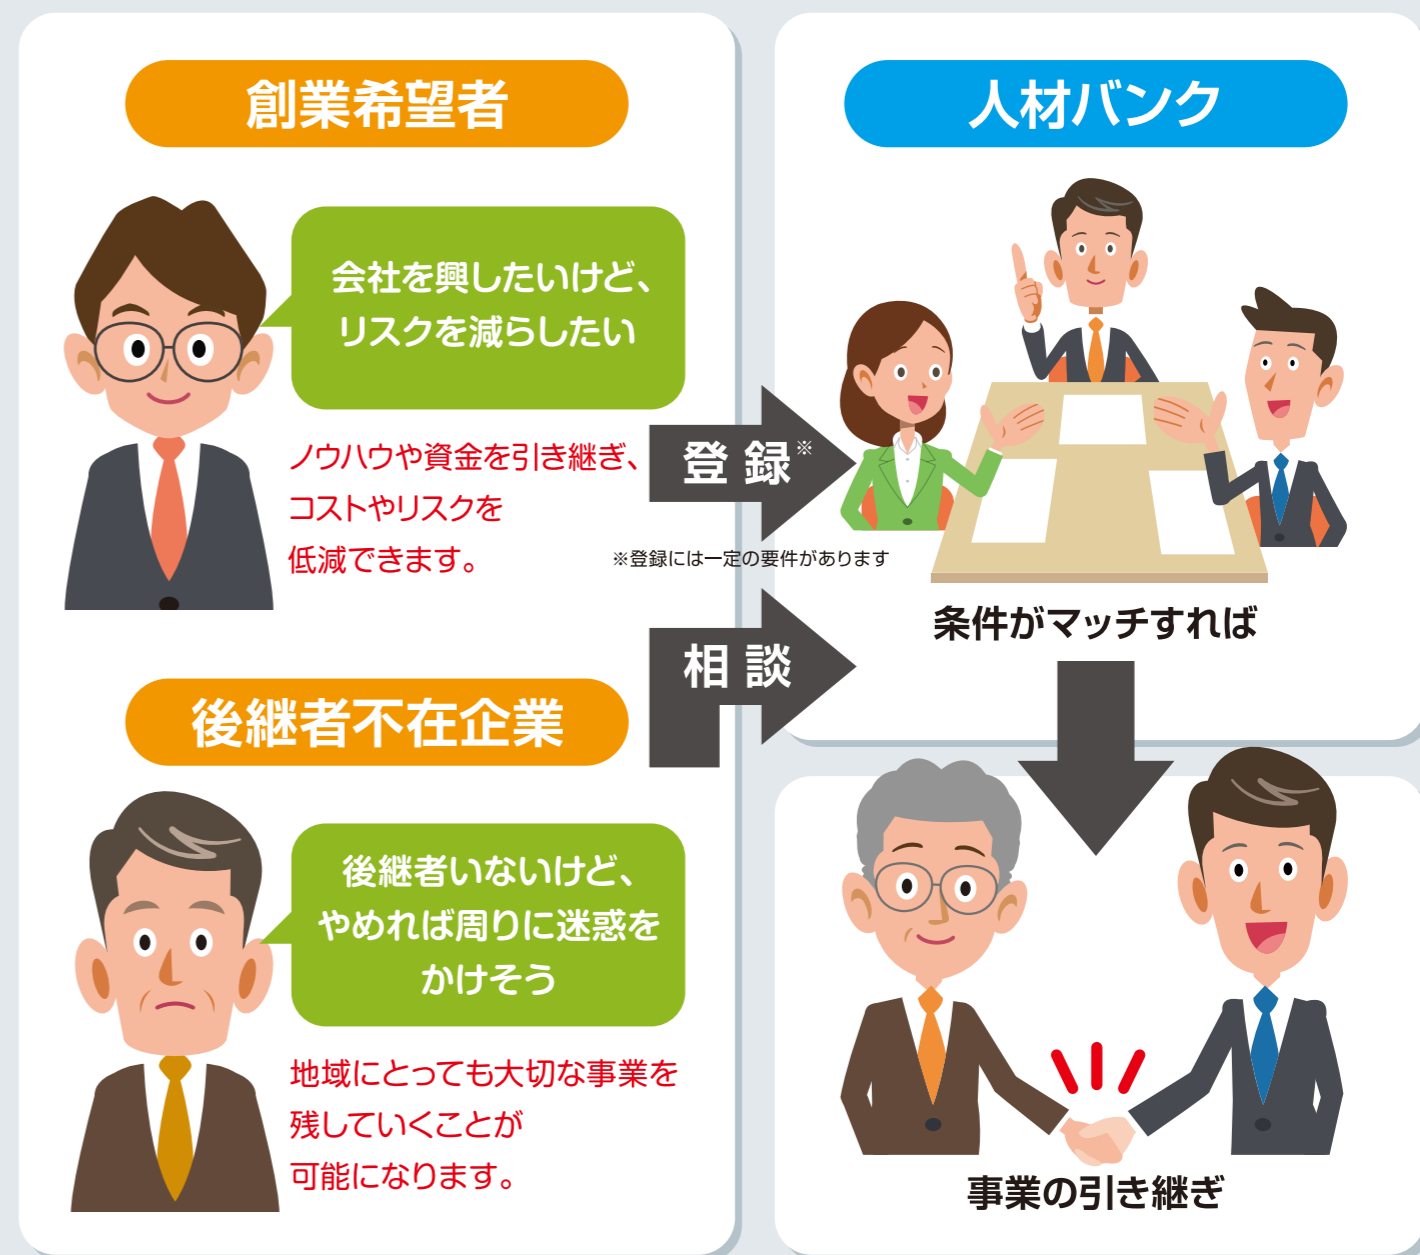 創業希望者
会社を興したいけど、
リスクを減らしたい
ノウハウや資金を引き継ぎ、
コストやリスクを
低減できます。
登録※
※登録には一定の要件があります
相談
後継者不在企業
後継者いないけど、
やめれば周りに迷惑を
かけそう
地域にとっても大切な事業を
残していくことが
可能になります。
人材バンク
条件がマッチすれば
事業の引き継ぎ